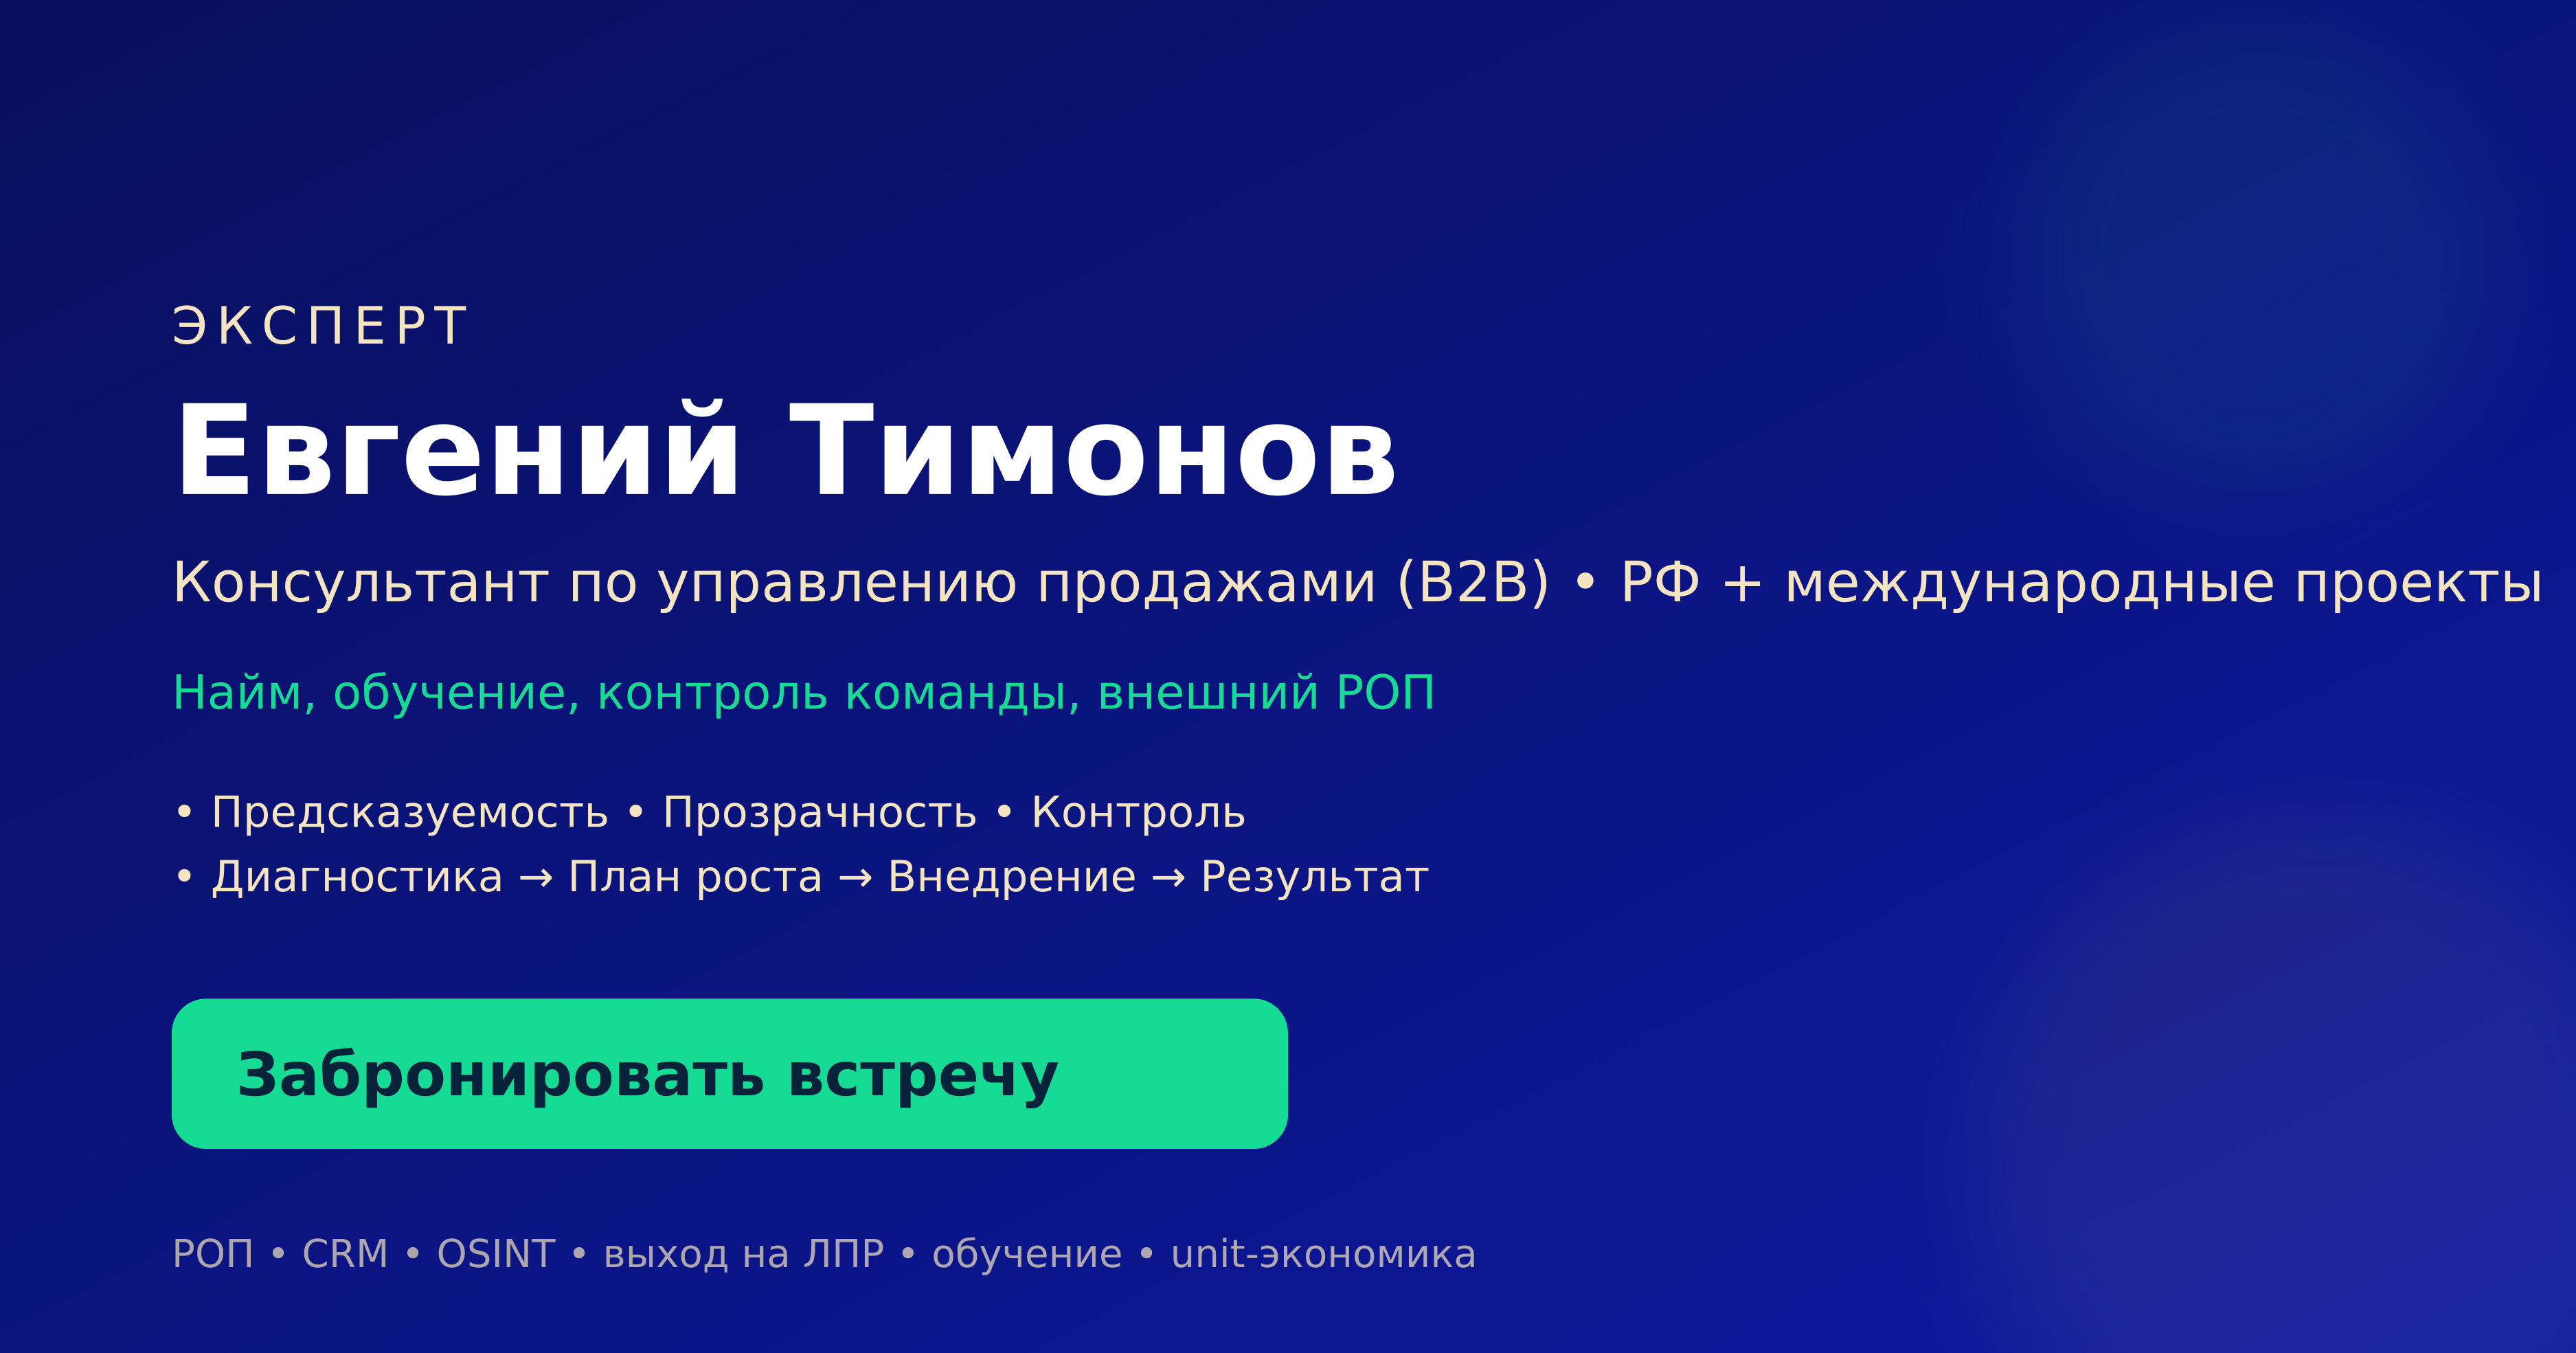 ЭКСПЕРТ
Евгений Тимонов
Консультант по управлению продажами (B2B) • РФ + международные проекты
Найм, обучение, контроль команды, внешний РОП
• Предсказуемость • Прозрачность • Контроль
• Диагностика → План роста → Внедрение → Результат
Забронировать встречу
РОП • CRM • OSINT • выход на ЛПР • обучение • unit-экономика